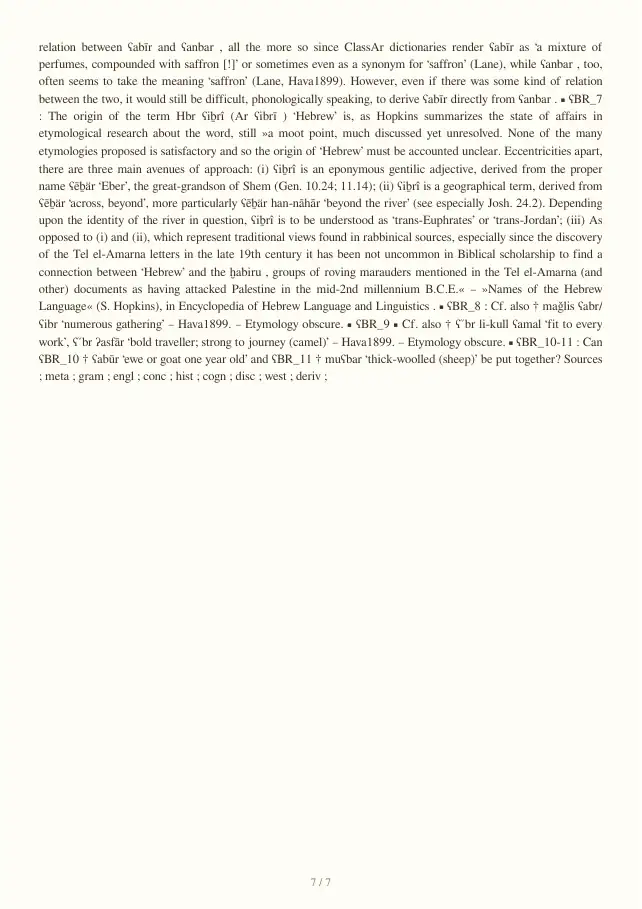 relation between ʕabīr and ʕanbar , all the more so since ClassAr dictionaries render ʕabīr as ‘a mixture of
perfumes, compounded with saffron [!]’ or sometimes even as a synonym for ‘saffron’ (Lane), while ʕanbar , too,
often seems to take the meaning ‘saffron’ (Lane, Hava1899). However, even if there was some kind of relation
between the two, it would still be difficult, phonologically speaking, to derive ʕabīr directly from ʕanbar . ▪ ʕBR_7
: The origin of the term Hbr ʕiḇrî (Ar ʕibrī ) ‘Hebrew’ is, as Hopkins summarizes the state of affairs in
etymological research about the word, still »a moot point, much discussed yet unresolved. None of the many
etymologies proposed is satisfactory and so the origin of ‘Hebrew’ must be accounted unclear. Eccentricities apart,
there are three main avenues of approach: (i) ʕiḇrî is an eponymous gentilic adjective, derived from the proper
name ʕēḇär ‘Eber’, the great-grandson of Shem (Gen. 10.24; 11.14); (ii) ʕiḇrî is a geographical term, derived from
ʕēḇär ‘across, beyond’, more particularly ʕēḇär han-nāhār ‘beyond the river’ (see especially Josh. 24.2). Depending
upon the identity of the river in question, ʕiḇrî is to be understood as ‘trans-Euphrates’ or ‘trans-Jordan’; (iii) As
opposed to (i) and (ii), which represent traditional views found in rabbinical sources, especially since the discovery
of the Tel el-Amarna letters in the late 19th century it has been not uncommon in Biblical scholarship to find a
connection between ‘Hebrew’ and the ḫabiru , groups of roving marauders mentioned in the Tel el-Amarna (and
other) documents as having attacked Palestine in the mid-2nd millennium B.C.E.« – »Names of the Hebrew
Language« (S. Hopkins), in Encyclopedia of Hebrew Language and Linguistics . ▪ ʕBR_8 : Cf. also † maǧlis ʕabr/
ʕibr ‘numerous gathering’ – Hava1899. – Etymology obscure. ▪ ʕBR_9 ▪ Cf. also † ʕ˘br li-kull ʕamal ‘fit to every
work’, ʕ˘br ʔasfār ‘bold traveller; strong to journey (camel)’ – Hava1899. – Etymology obscure. ▪ ʕBR_10-11 : Can
ʕBR_10 † ʕabūr ‘ewe or goat one year old’ and ʕBR_11 † muʕbar ‘thick-woolled (sheep)’ be put together? Sources
; meta ; gram ; engl ; conc ; hist ; cogn ; disc ; west ; deriv ;
7 / 7